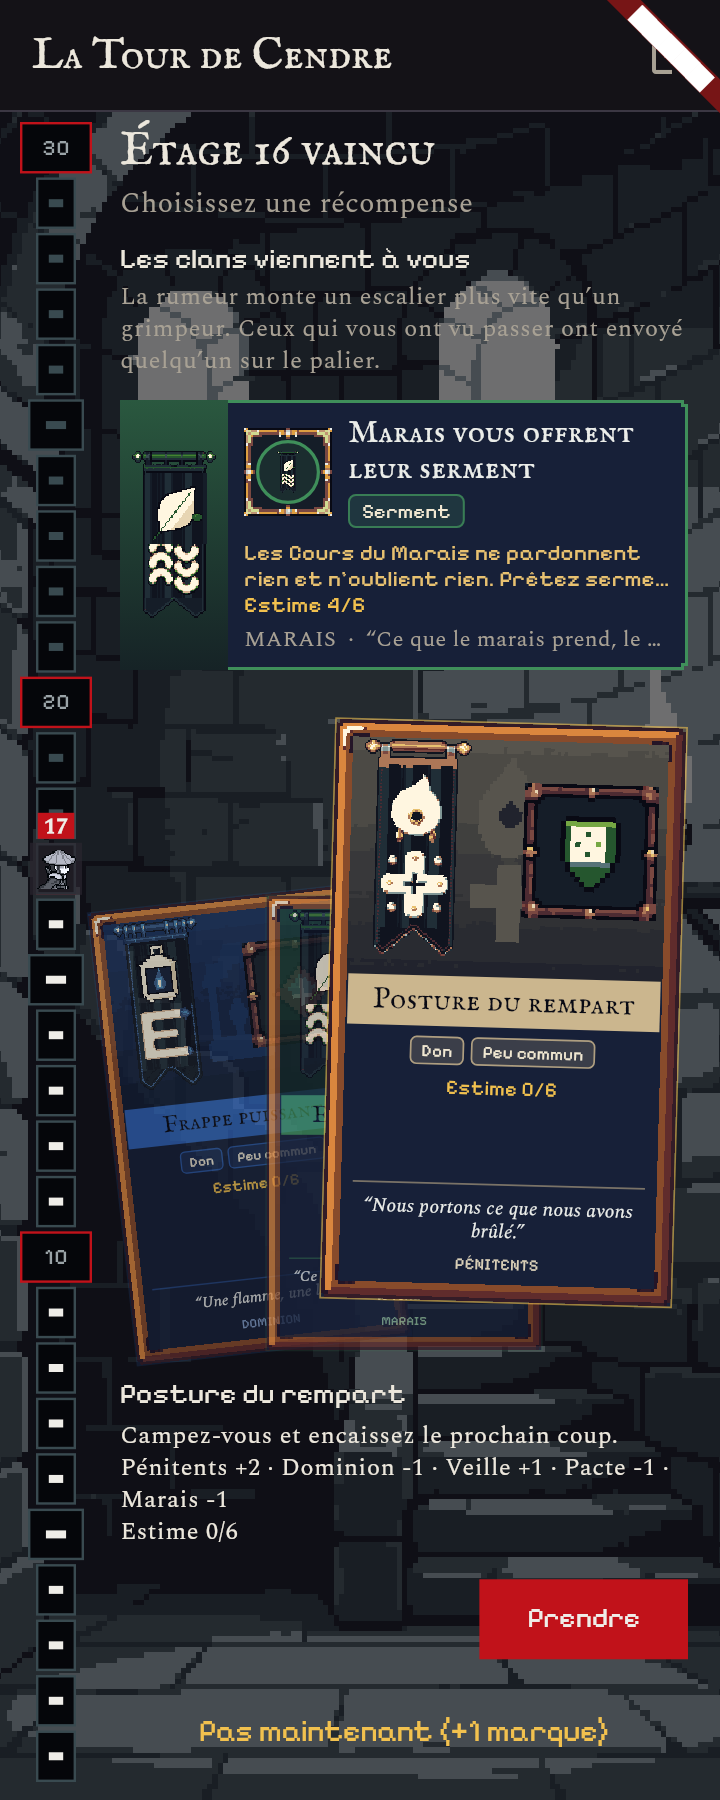 La Tour de Cendre
30
Étage 16 vaincu
Choisissez une récompense
Les clans viennent à vous
La rumeur monte un escalier plus vite qu’un
grimpeur. Ceux qui vous ont vu passer ont envoyé
quelqu’un sur le palier.
Marais vous offrent
leur serment
Serment
Les Cours du Marais ne pardonnent
rien et n’oublient rien. Prêtez serme…
Estime 4/6
MARAIS · “Ce que le marais prend, le …
20
17
10
Frappe puissan
Don
Peu commun
Estime 0/6
“Une flamme, une
DOMINION
“Ce
MARAIS
Posture du rempart
Don
Peu commun
Estime 0/6
“Nous portons ce que nous avons
brûlé.”
PÉNITENTS
Posture du rempart
Campez-vous et encaissez le prochain coup.
Pénitents +2 · Dominion -1 · Veille +1 · Pacte -1 ·
Marais -1
Estime 0/6
Prendre
Pas maintenant (+1 marque)